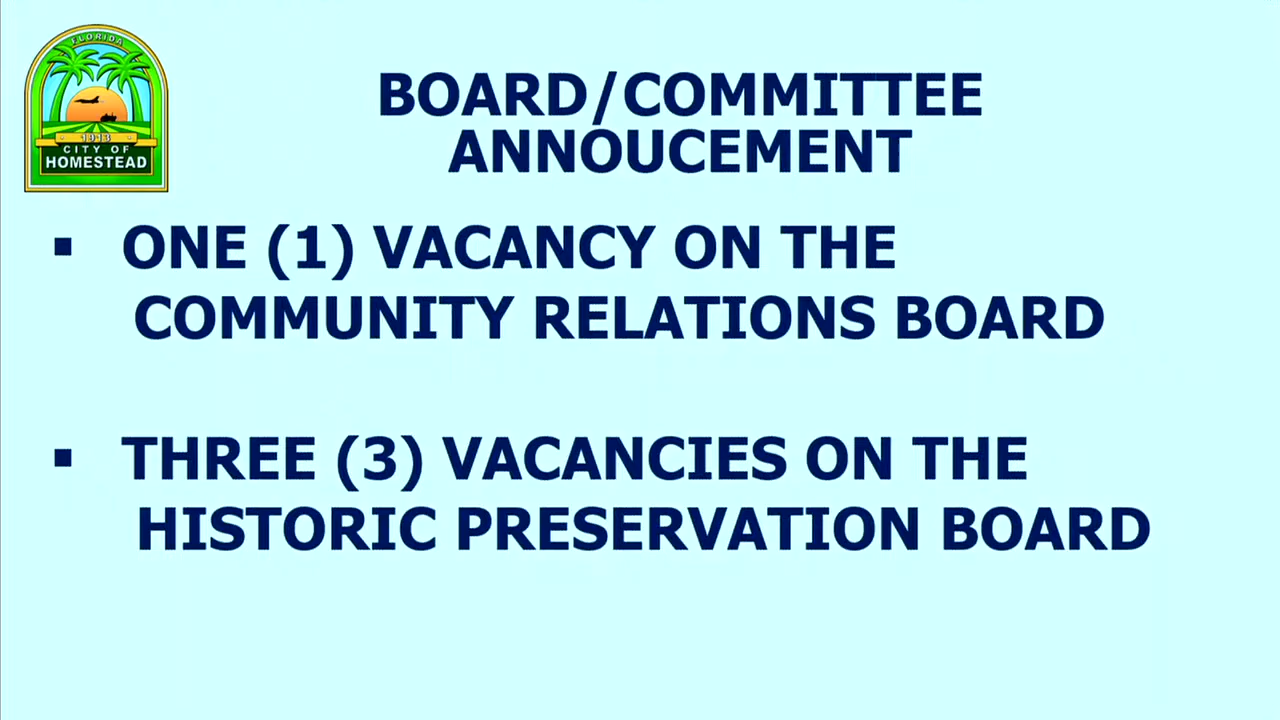 FLORIDA
1913
CITY OF
HOMESTEAD
BOARD/COMMITTEE
ANNOUCEMENT
▪ ONE (1) VACANCY ON THE
COMMUNITY RELATIONS BOARD
▪ THREE (3) VACANCIES ON THE
HISTORIC PRESERVATION BOARD